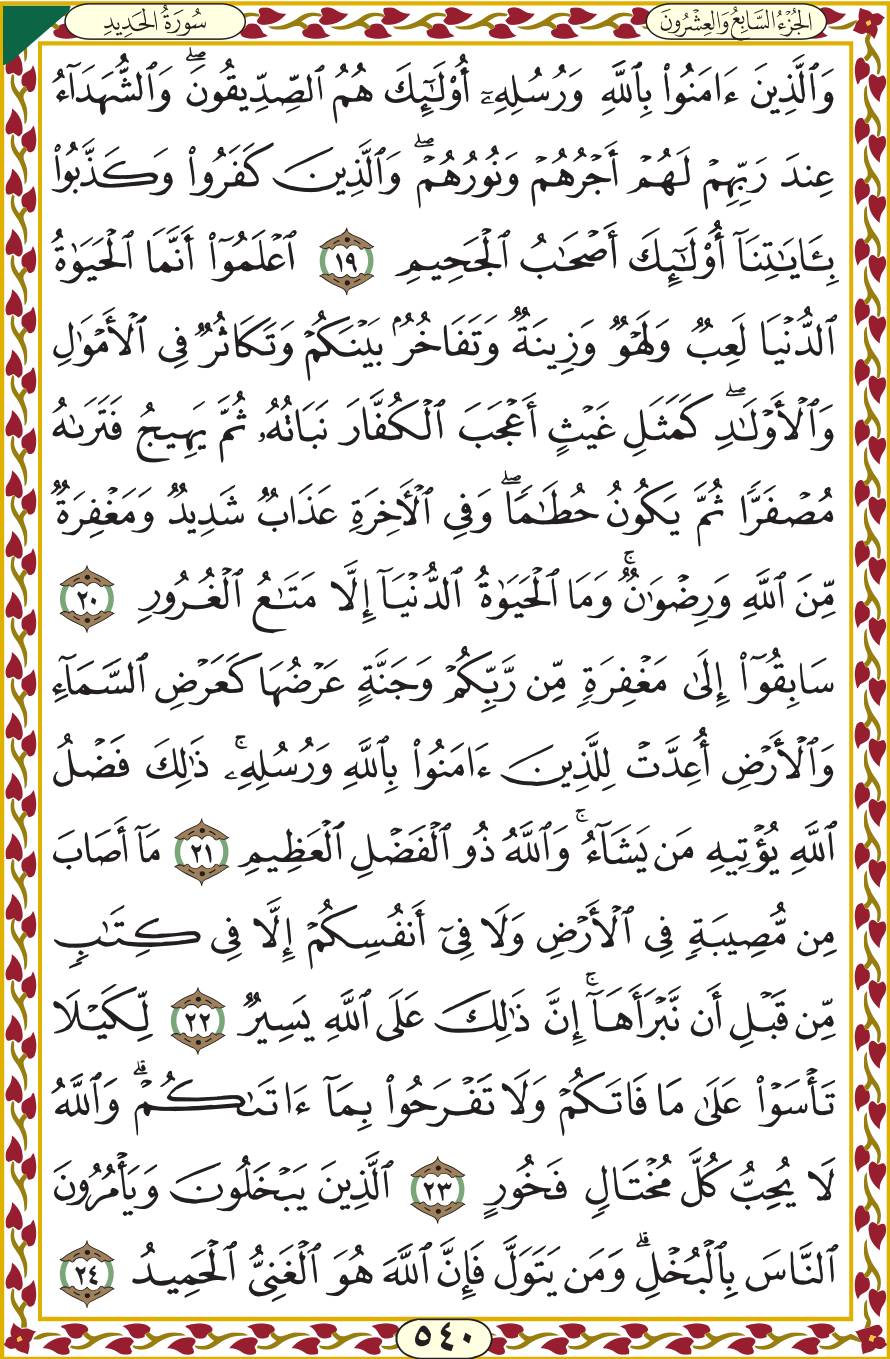 الجُزْءُ السَّابِعُ وَالعِشْرُونَ
سُورَةُ الحَدِيدِ
وَٱلَّذِينَ ءَامَنُوا۟ بِٱللَّهِ وَرُسُلِهِۦٓ أُو۟لَـٰٓئِكَ هُمُ ٱلصِّدِّيقُونَ ۖ وَٱلشُّهَدَآءُ
عِندَ رَبِّهِمْ لَهُمْ أَجْرُهُمْ وَنُورُهُمْ ۖ وَٱلَّذِينَ كَفَرُوا۟ وَكَذَّبُوا۟
بِـَٔايَـٰتِنَآ أُو۟لَـٰٓئِكَ أَصْحَـٰبُ ٱلْجَحِيمِ ١٩ ٱعْلَمُوٓا۟ أَنَّمَا ٱلْحَيَوٰةُ
ٱلدُّنْيَا لَعِبٌ وَلَهْوٌ وَزِينَةٌ وَتَفَاخُرٌۢ بَيْنَكُمْ وَتَكَاثُرٌ فِى ٱلْأَمْوَٰلِ
وَٱلْأَوْلَـٰدِ ۖ كَمَثَلِ غَيْثٍ أَعْجَبَ ٱلْكُفَّارَ نَبَاتُهُۥ ثُمَّ يَهِيجُ فَتَرَىٰهُ
مُصْفَرًّا ثُمَّ يَكُونُ حُطَـٰمًا ۖ وَفِى ٱلْـَٔاخِرَةِ عَذَابٌ شَدِيدٌ وَمَغْفِرَةٌ
مِّنَ ٱللَّهِ وَرِضْوَٰنٌ ۚ وَمَا ٱلْحَيَوٰةُ ٱلدُّنْيَآ إِلَّا مَتَـٰعُ ٱلْغُرُورِ ٢٠
سَابِقُوٓا۟ إِلَىٰ مَغْفِرَةٍ مِّن رَّبِّكُمْ وَجَنَّةٍ عَرْضُهَا كَعَرْضِ ٱلسَّمَآءِ
وَٱلْأَرْضِ أُعِدَّتْ لِلَّذِينَ ءَامَنُوا۟ بِٱللَّهِ وَرُسُلِهِۦ ۚ ذَٰلِكَ فَضْلُ
ٱللَّهِ يُؤْتِيهِ مَن يَشَآءُ ۚ وَٱللَّهُ ذُو ٱلْفَضْلِ ٱلْعَظِيمِ ٢١ مَآ أَصَابَ
مِن مُّصِيبَةٍ فِى ٱلْأَرْضِ وَلَا فِىٓ أَنفُسِكُمْ إِلَّا فِى كِتَـٰبٍ
مِّن قَبْلِ أَن نَّبْرَأَهَآ ۚ إِنَّ ذَٰلِكَ عَلَى ٱللَّهِ يَسِيرٌ ٢٢ لِّكَيْلَا
تَأْسَوْا۟ عَلَىٰ مَا فَاتَكُمْ وَلَا تَفْرَحُوا۟ بِمَآ ءَاتَىٰكُمْ ۗ وَٱللَّهُ
لَا يُحِبُّ كُلَّ مُخْتَالٍ فَخُورٍ ٢٣ ٱلَّذِينَ يَبْخَلُونَ وَيَأْمُرُونَ
ٱلنَّاسَ بِٱلْبُخْلِ ۗ وَمَن يَتَوَلَّ فَإِنَّ ٱللَّهَ هُوَ ٱلْغَنِىُّ ٱلْحَمِيدُ ٢٤
٥٤٠